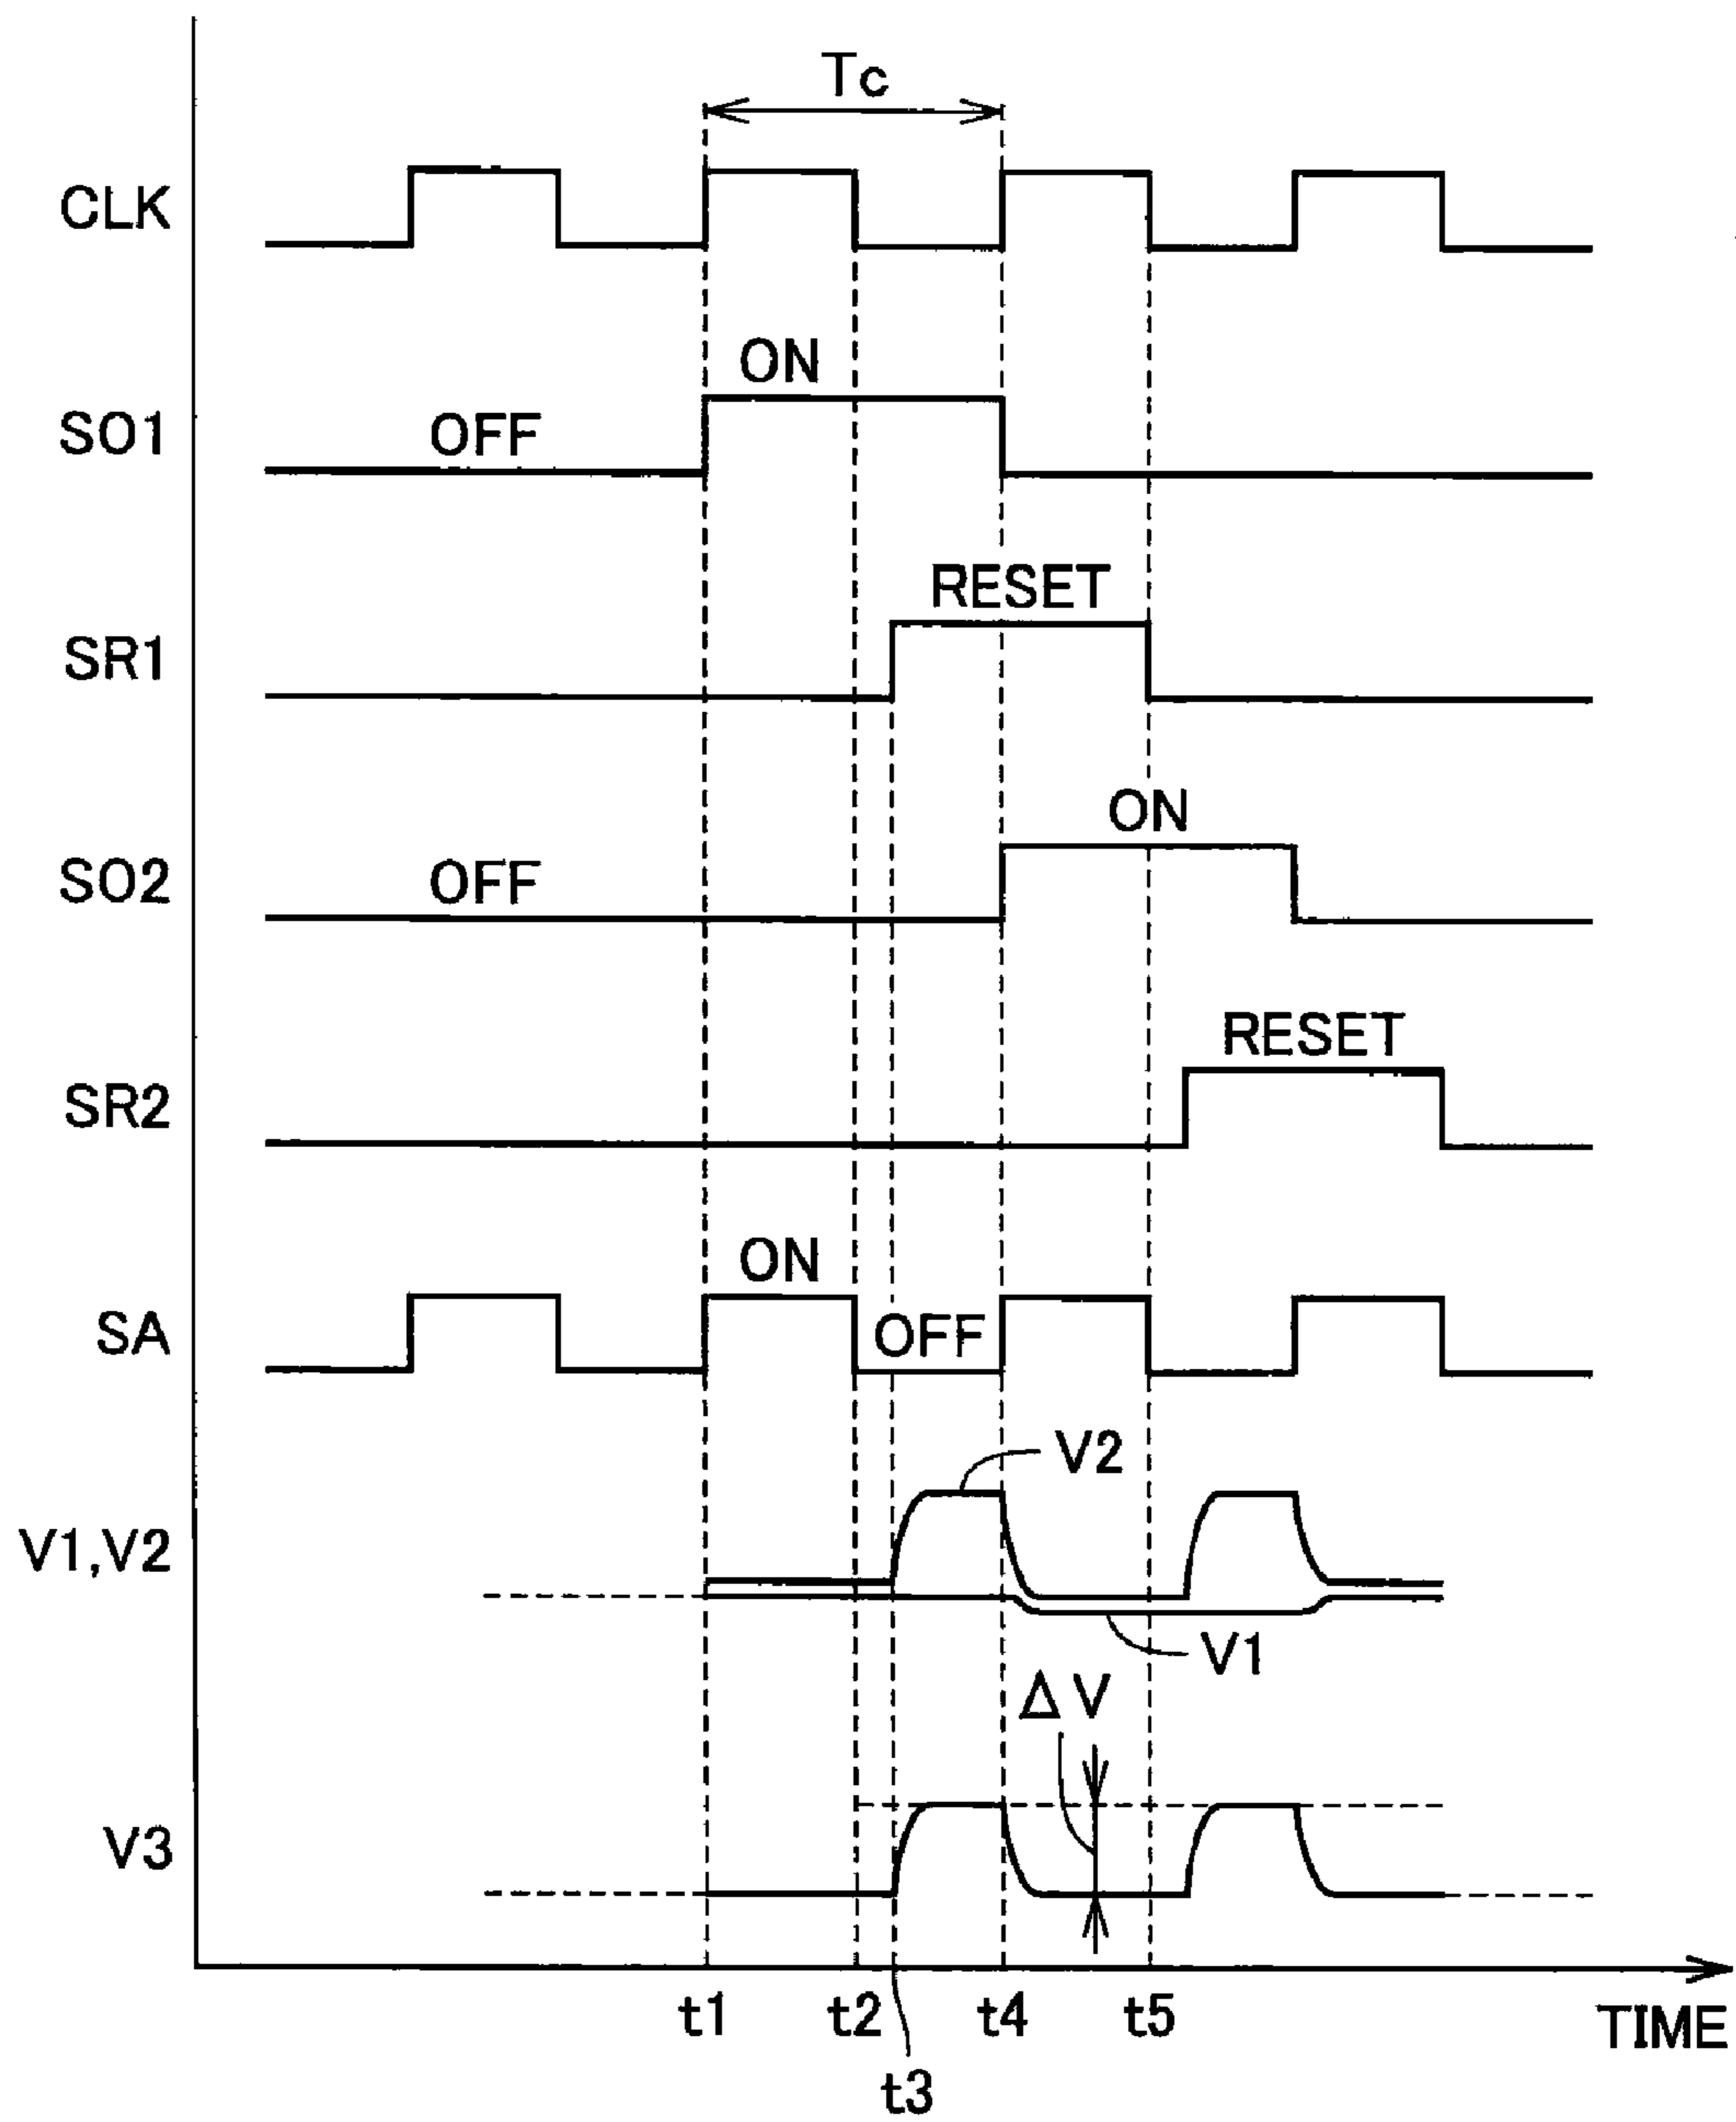 Tc
CLK
ON
SO1 OFF
RESET
SR1
ON
SO2 OFF
RESET
SR2
ON
SA OFF
V2
V1,V2
V1
ΔV
V3
t1 t2 t4 t5 TIME
t3